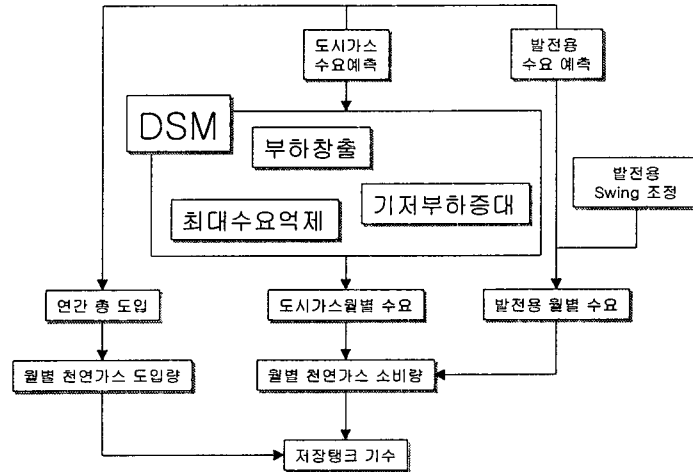 도시가스
수요예측
발전용
수요 예측
DSM
부하창출
최대수요억제
기저부하증대
발전용
Swing 조정
연간 총 도입
도시가스월별 수요
발전용 월별 수요
월별 천연가스 도입량
월별 천연가스 소비량
저장탱크 기수